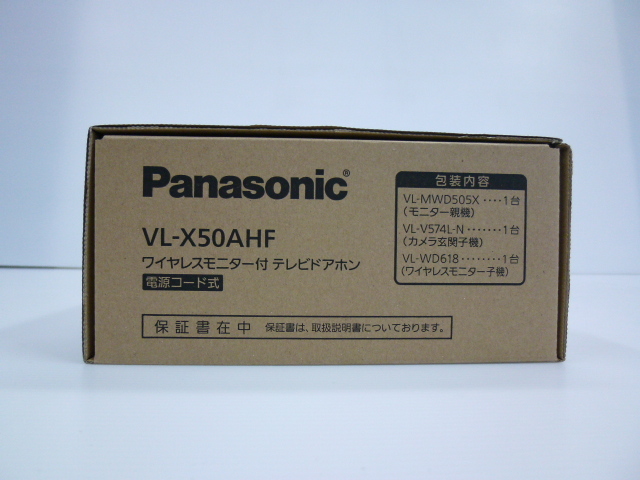 Panasonic®
VL-X50AHF
ワイヤレスモニター付 テレビドアホン
電源コード式
保証書在中 保証書は、取扱説明書についております。
包装内容
VL-MWD505X ‥‥1台
(モニター親機)
VL-V574L-N ‥‥‥‥1台
(カメラ玄関子機)
VL-WD618 ‥‥‥‥1台
(ワイヤレスモニター子機)